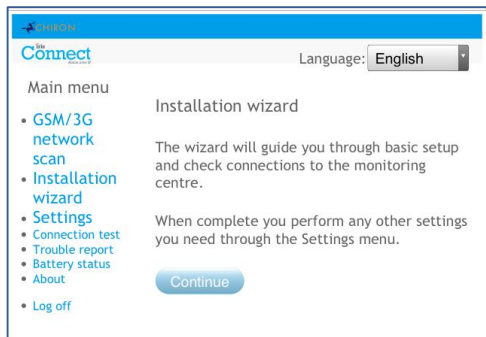 CHIRON
Connect
Language: English
Main menu
• GSM/3G
network
scan
• Installation
wizard
• Settings
• Connection test
• Trouble report
• Battery status
• About
• Log off
Installation wizard
The wizard will guide you through basic setup
and check connections to the monitoring
centre.
When complete you perform any other settings
you need through the Settings menu.
Continue